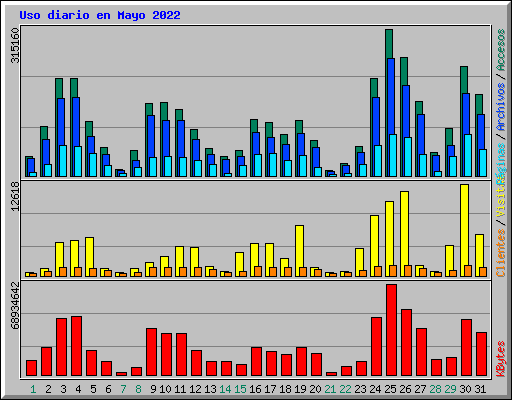 Uso diario en Mayo 2022
315160
12618
68934642
Clientes / Visitas
Páginas / Archivos / Accesos
KBytes
1 2 3 4 5 6 7 8 9 10 11 12 13 14 15 16 17 18 19 20 21 22 23 24 25 26 27 28 29 30 31